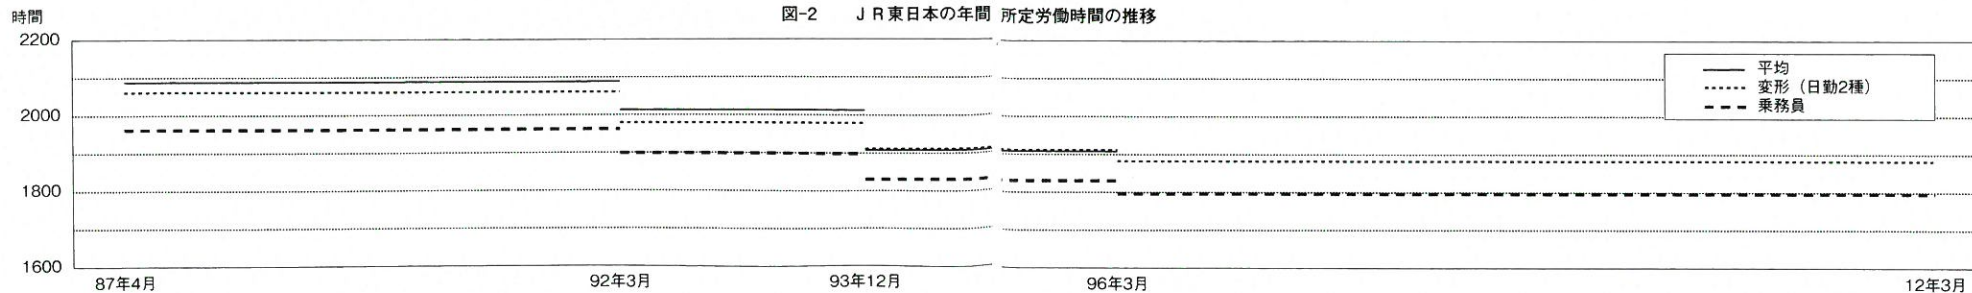 図-2 JR東日本の年間所定労働時間の推移
時間
2200
2000
1800
1600
平均
変形（日勤2種）
乗務員
87年4月
92年3月
93年12月
96年3月
12年3月